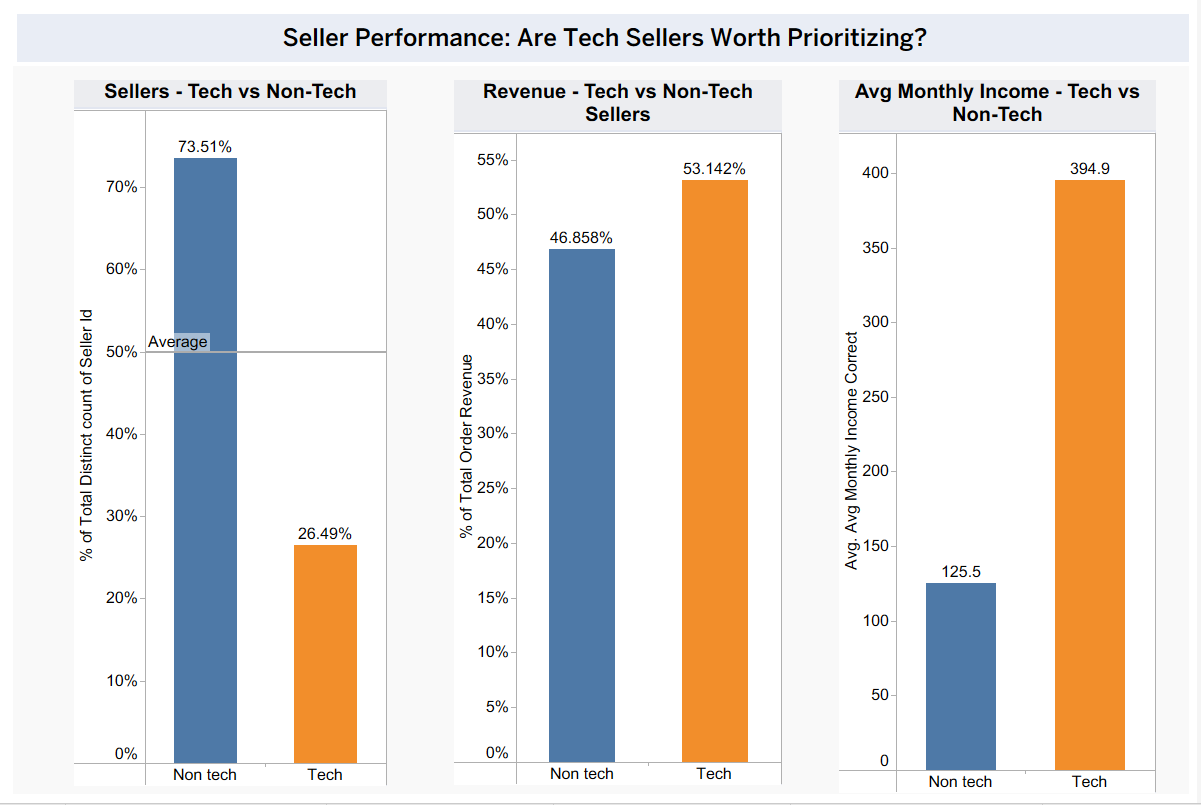 Seller Performance: Are Tech Sellers Worth Prioritizing?
Sellers - Tech vs Non-Tech
% of Total Distinct count of Seller Id
70%
60%
50%
40%
30%
20%
10%
0%
73.51%
Average
26.49%
Non tech
Tech
Revenue - Tech vs Non-Tech
Sellers
% of Total Order Revenue
55%
50%
45%
40%
35%
30%
25%
20%
15%
10%
5%
0%
46.858%
53.142%
Non tech
Tech
Avg Monthly Income - Tech vs
Non-Tech
Avg. Avg Monthly Income Correct
400
350
300
250
200
150
100
50
0
125.5
394.9
Non tech
Tech